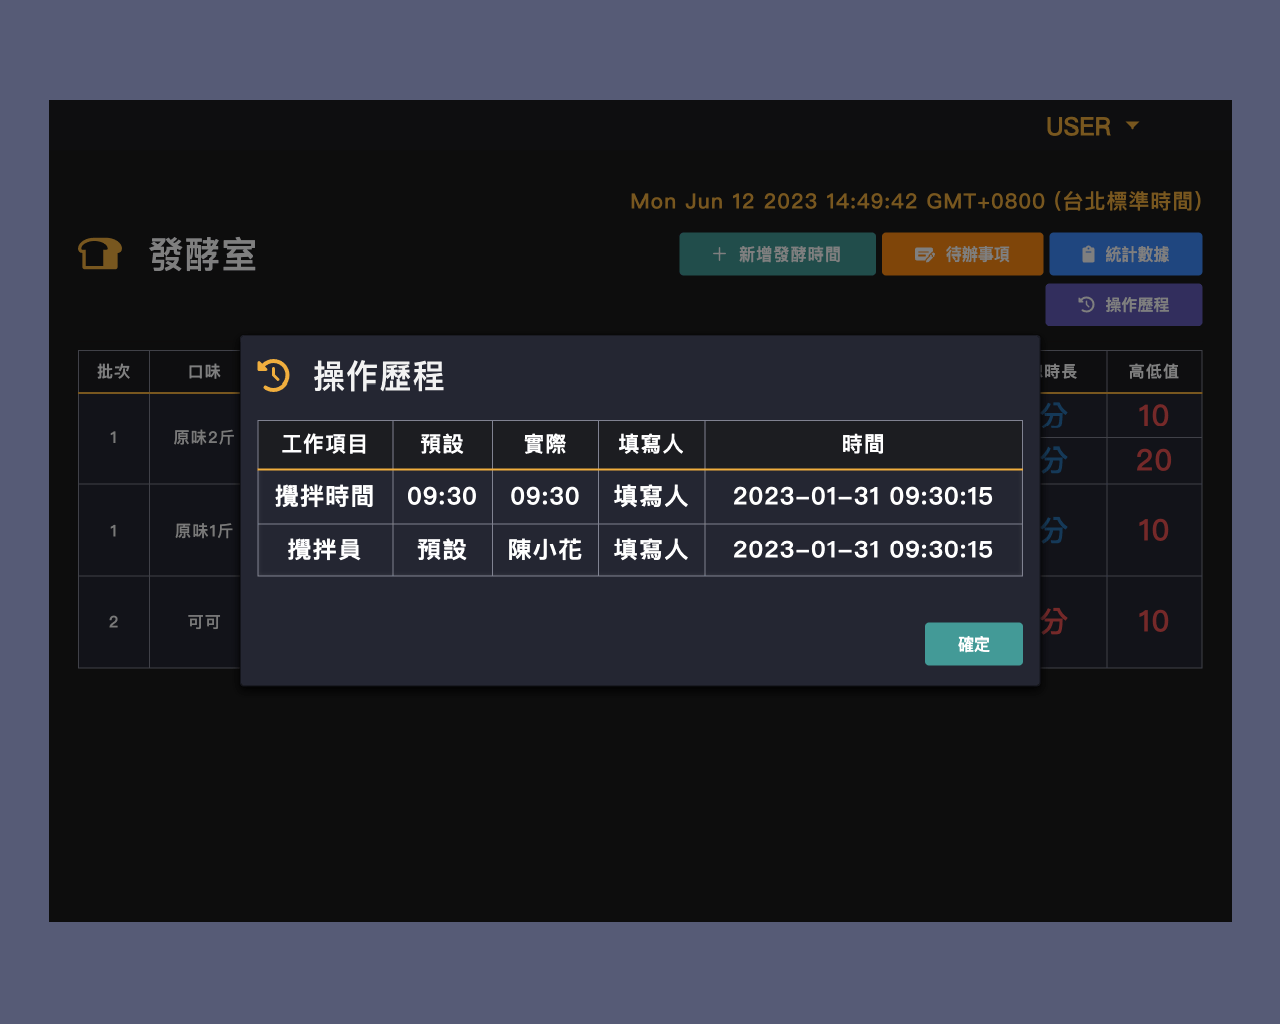 USER
Mon Jun 12 2023 14:49:42 GMT+0800 (台北標準時間)
發酵室
新增發酵時間 待辦事項 統計數據
操作歷程
批次 口味 時長 高低值
1 原味2斤 分 10
分 20
1 原味1斤 分 10
2 可可 分 10
操作歷程
工作項目 預設 實際 填寫人 時間
攪拌時間 09:30 09:30 填寫人 2023-01-31 09:30:15
攪拌員 預設 陳小花 填寫人 2023-01-31 09:30:15
確定